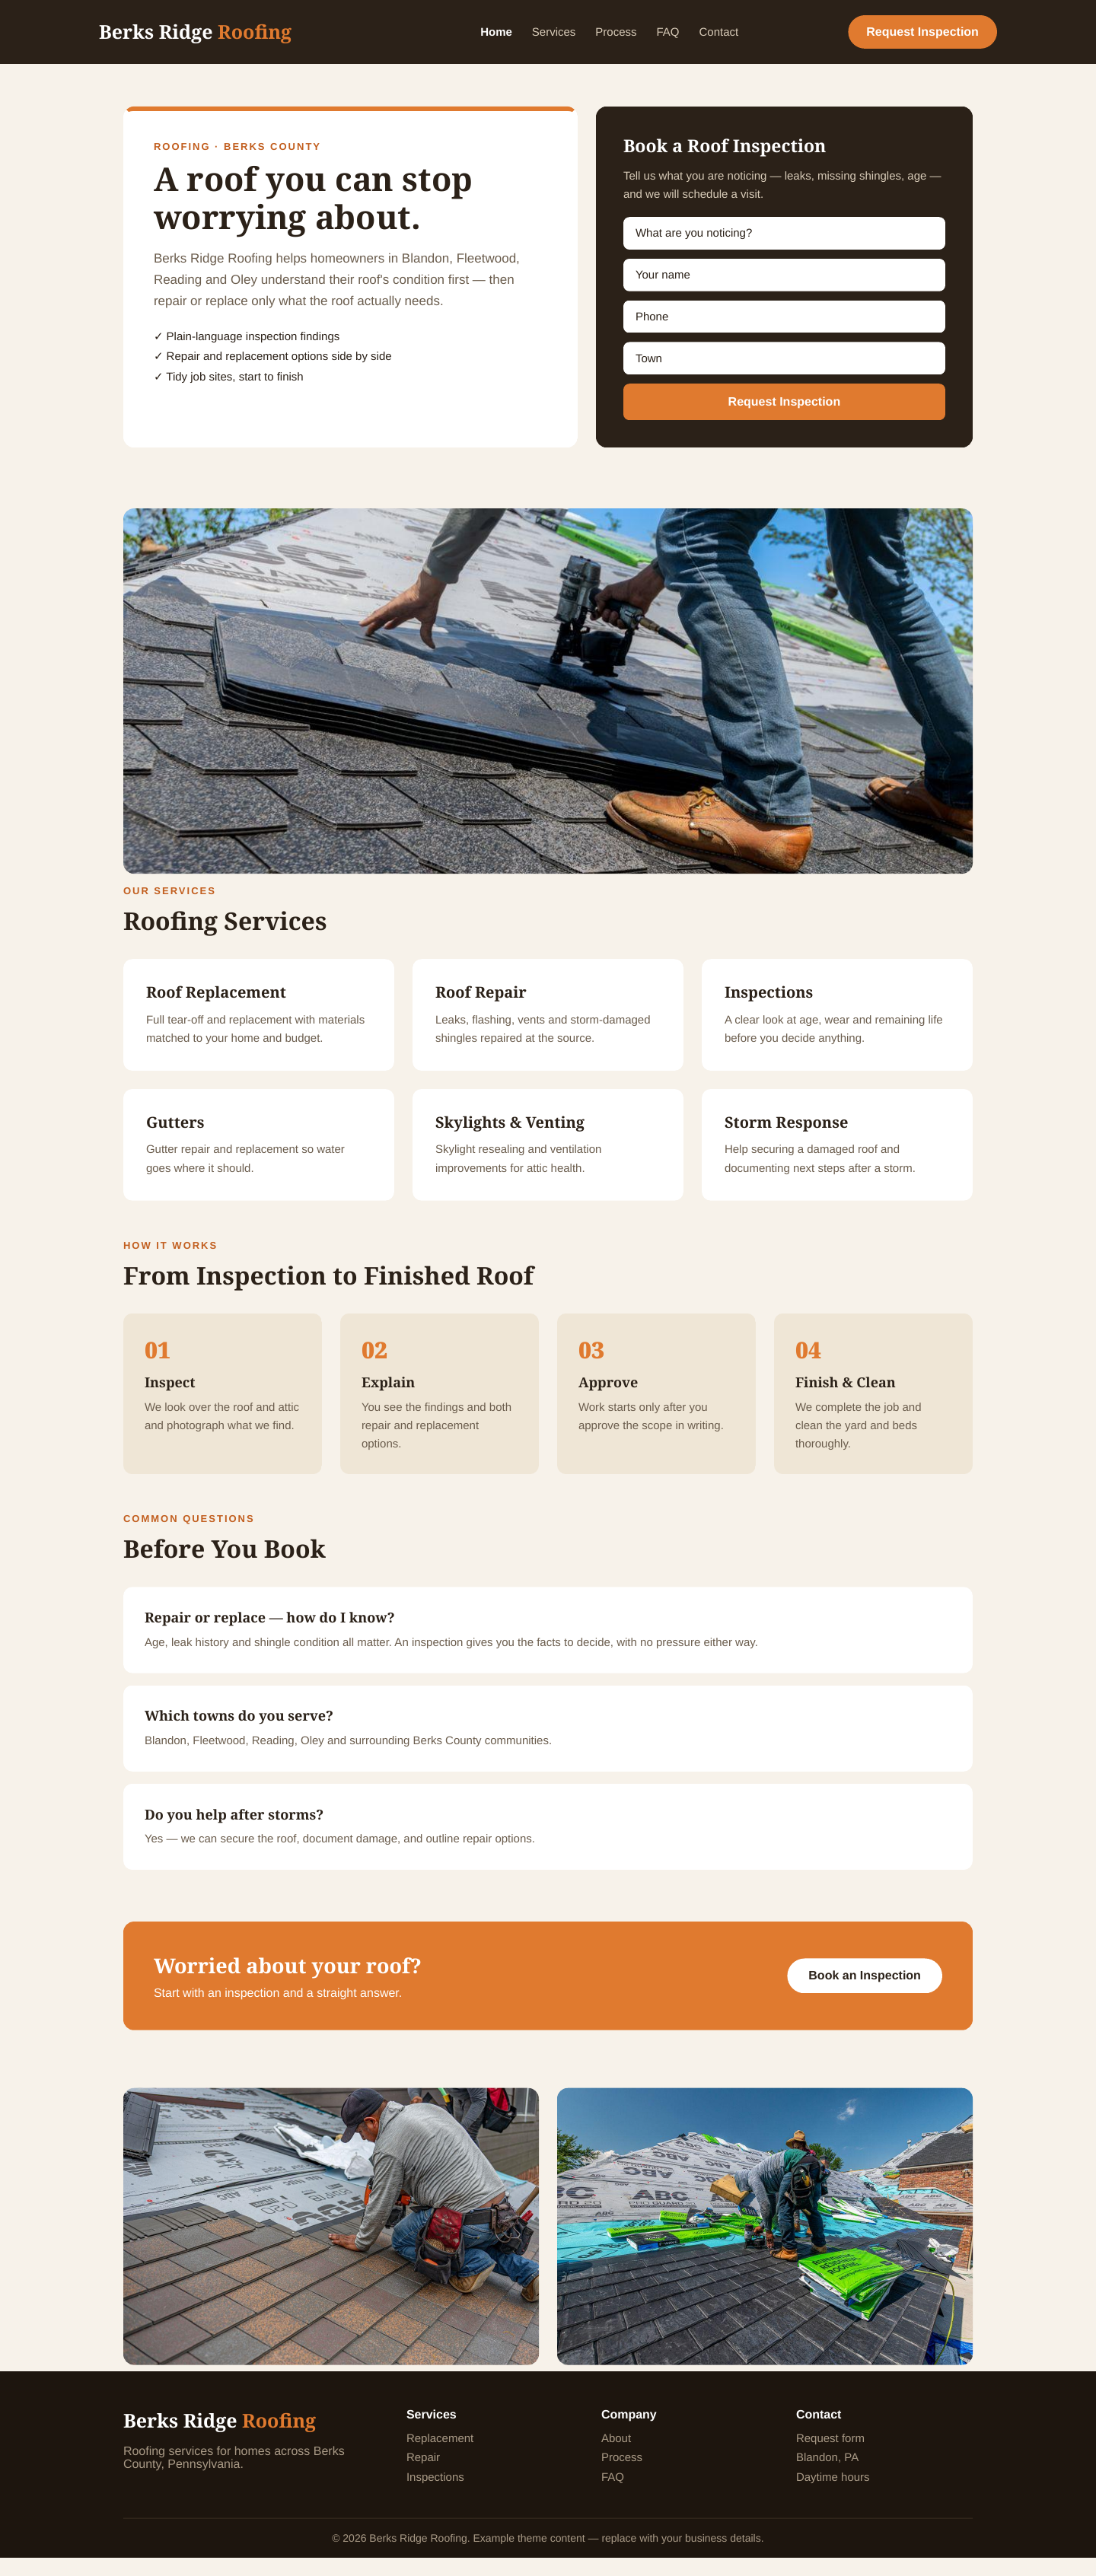 Berks Ridge Roofing
Home Services Process FAQ Contact
Request Inspection
ROOFING · BERKS COUNTY
A roof you can stop
worrying about.
Berks Ridge Roofing helps homeowners in Blandon, Fleetwood,
Reading and Oley understand their roof's condition first — then
repair or replace only what the roof actually needs.
✓ Plain-language inspection findings
✓ Repair and replacement options side by side
✓ Tidy job sites, start to finish
Book a Roof Inspection
Tell us what you are noticing — leaks, missing shingles, age —
and we will schedule a visit.
What are you noticing?
Your name
Phone
Town
Request Inspection
OUR SERVICES
Roofing Services
Roof Replacement
Full tear-off and replacement with materials
matched to your home and budget.
Roof Repair
Leaks, flashing, vents and storm-damaged
shingles repaired at the source.
Inspections
A clear look at age, wear and remaining life
before you decide anything.
Gutters
Gutter repair and replacement so water
goes where it should.
Skylights & Venting
Skylight resealing and ventilation
improvements for attic health.
Storm Response
Help securing a damaged roof and
documenting next steps after a storm.
HOW IT WORKS
From Inspection to Finished Roof
01
Inspect
We look over the roof and attic
and photograph what we find.
02
Explain
You see the findings and both
repair and replacement
options.
03
Approve
Work starts only after you
approve the scope in writing.
04
Finish & Clean
We complete the job and
clean the yard and beds
thoroughly.
COMMON QUESTIONS
Before You Book
Repair or replace — how do I know?
Age, leak history and shingle condition all matter. An inspection gives you the facts to decide, with no pressure either way.
Which towns do you serve?
Blandon, Fleetwood, Reading, Oley and surrounding Berks County communities.
Do you help after storms?
Yes — we can secure the roof, document damage, and outline repair options.
Worried about your roof?
Start with an inspection and a straight answer.
Book an Inspection
ABC
ABC
ABC
ABC
PRO GUARD 20
Berks Ridge Roofing
Roofing services for homes across Berks
County, Pennsylvania.
Services
Replacement
Repair
Inspections
Company
About
Process
FAQ
Contact
Request form
Blandon, PA
Daytime hours
© 2026 Berks Ridge Roofing. Example theme content — replace with your business details.